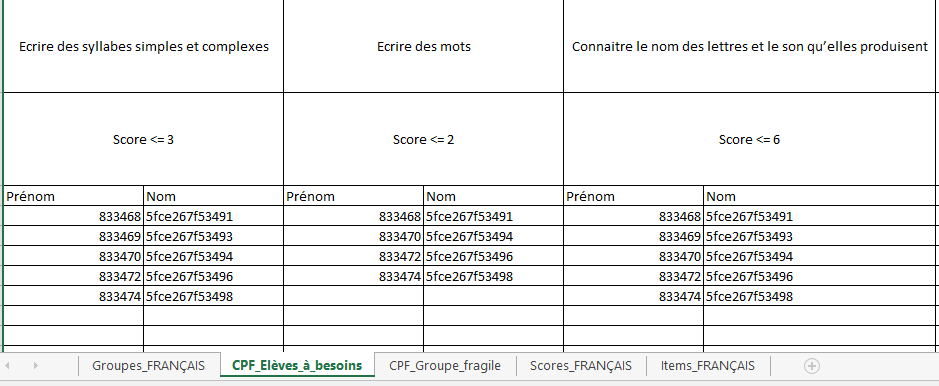 Ecrire des syllabes simples et complexes Ecrire des mots Connaitre le nom des lettres et le son qu’elles produisent
Score <= 3 Score <= 2 Score <= 6
Prénom Nom Prénom Nom Prénom Nom
833468 5fce267f53491 833468 5fce267f53491 833468 5fce267f53491
833469 5fce267f53493 833470 5fce267f53494 833469 5fce267f53493
833470 5fce267f53494 833472 5fce267f53496 833470 5fce267f53494
833472 5fce267f53496 833474 5fce267f53498 833472 5fce267f53496
833474 5fce267f53498 833474 5fce267f53498
Groupes_FRANÇAIS CPF_Elèves_à_besoins CPF_Groupe_fragile Scores_FRANÇAIS Items_FRANÇAIS